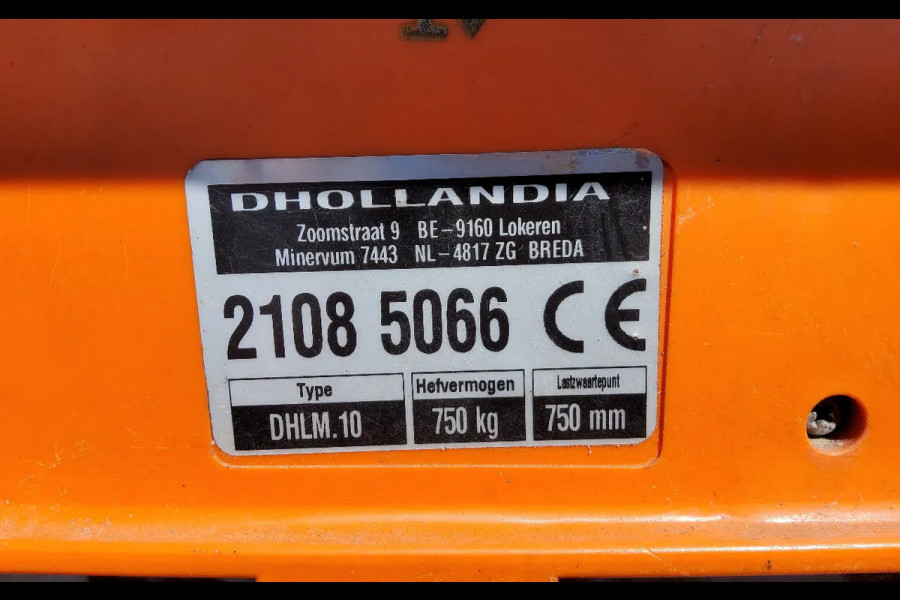 DHOLLANDIA
Zoomstraat 9 BE-9160 Lokeren
Minervum 7443 NL-4817 ZG BREDA
2108 5066 CE
Type Hefvermogen Lastzwaartepunt
DHLM.10 750 kg 750 mm